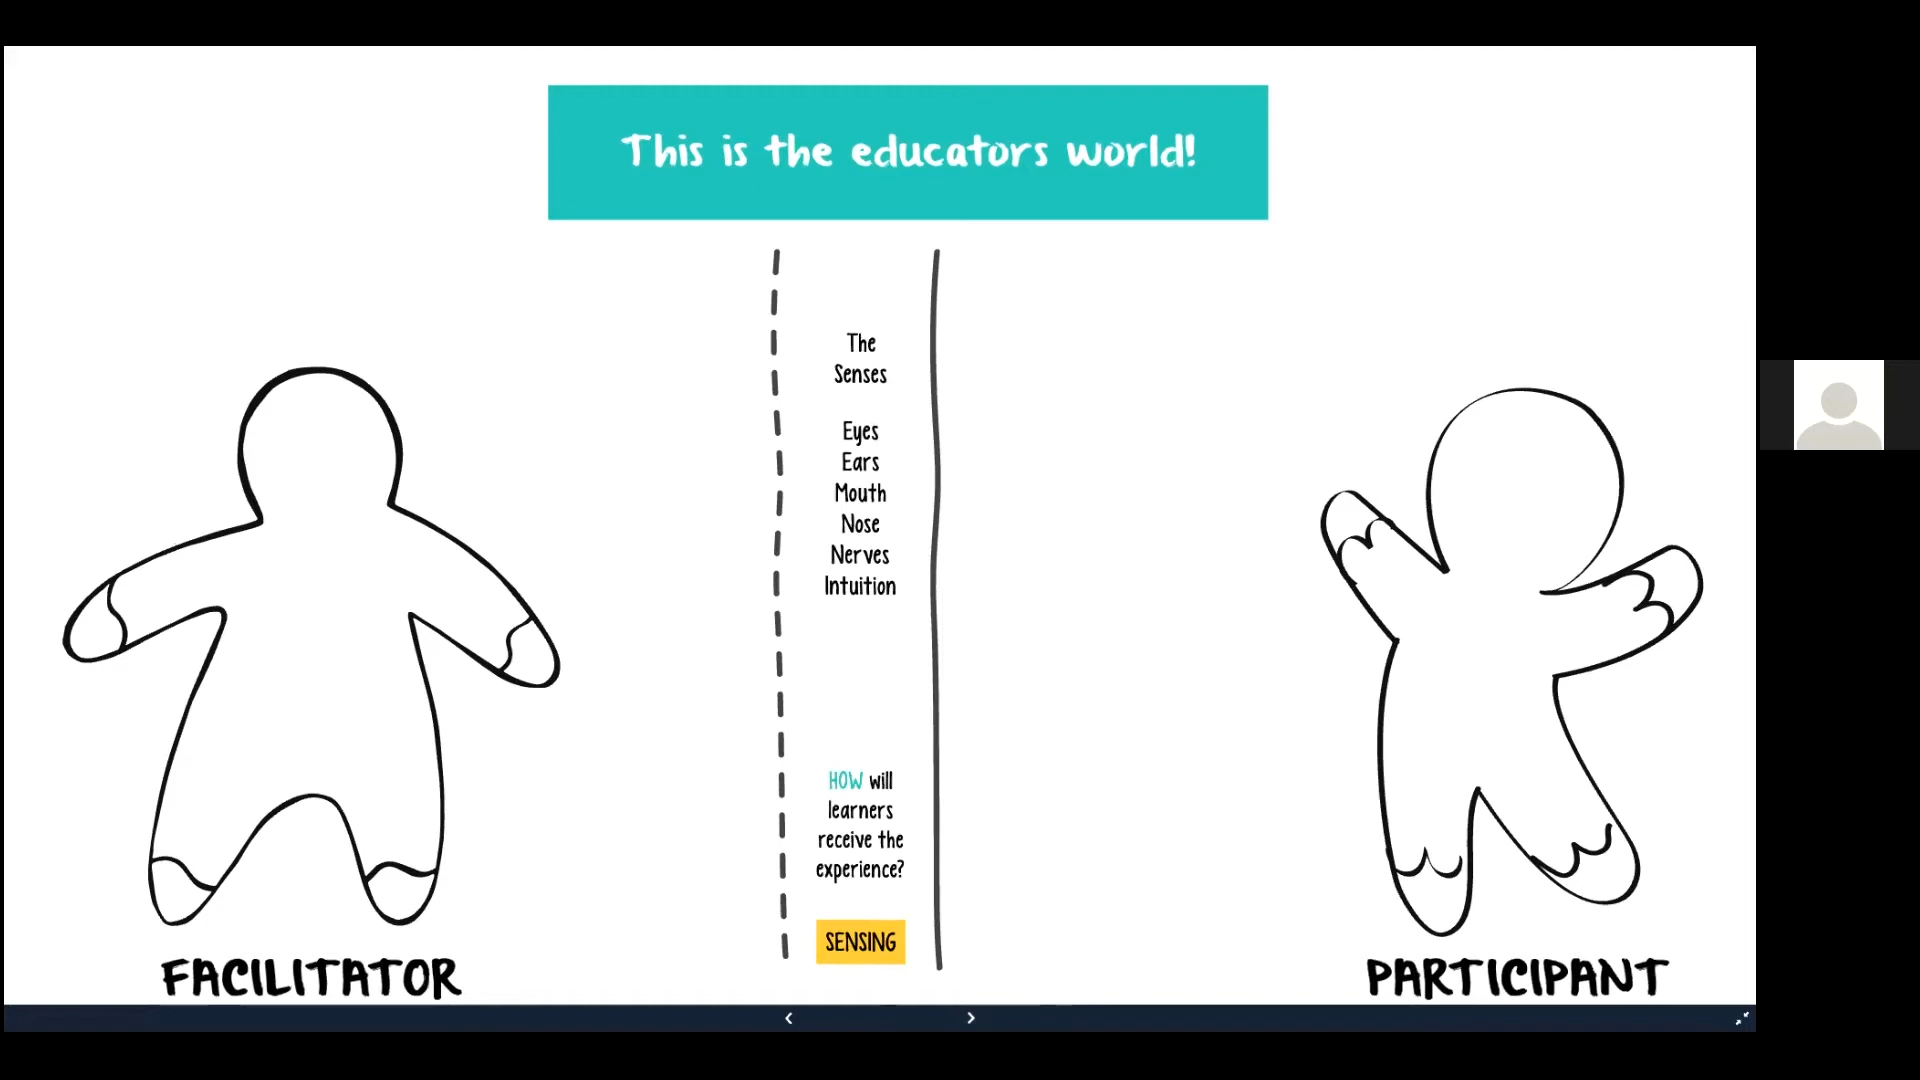 This is the educators world!
The
Senses
Eyes
Ears
Mouth
Nose
Nerves
Intuition
HOW will
learners
receive the
experience?
SENSING
FACILITATOR
PARTICIPANT